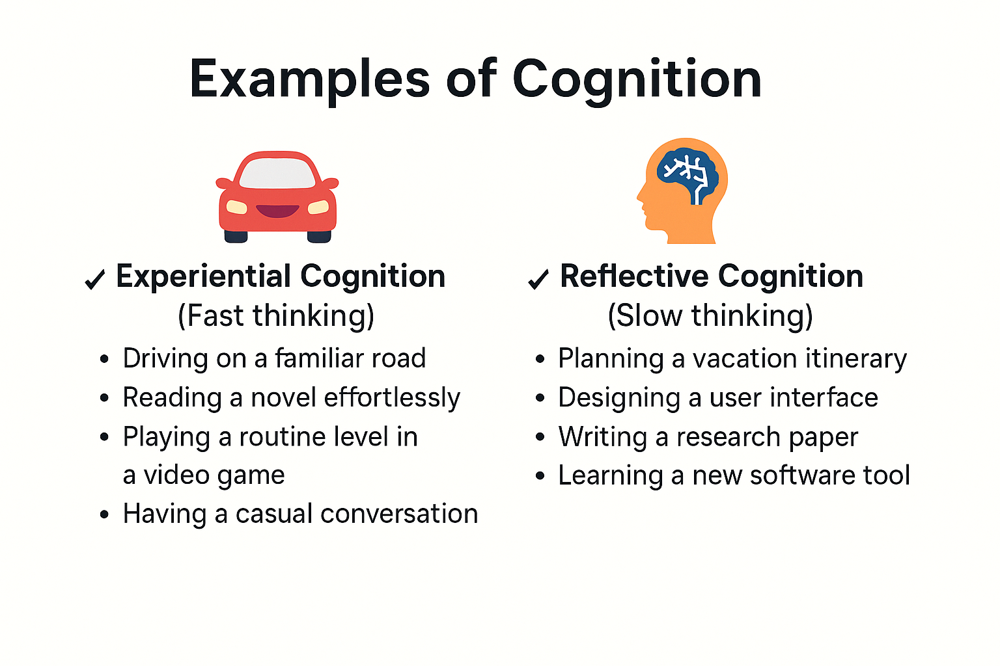 Examples of Cognition
✓ Experiential Cognition
(Fast thinking)
• Driving on a familiar road
• Reading a novel effortlessly
• Playing a routine level in
a video game
• Having a casual conversation
✓ Reflective Cognition
(Slow thinking)
• Planning a vacation itinerary
• Designing a user interface
• Writing a research paper
• Learning a new software tool